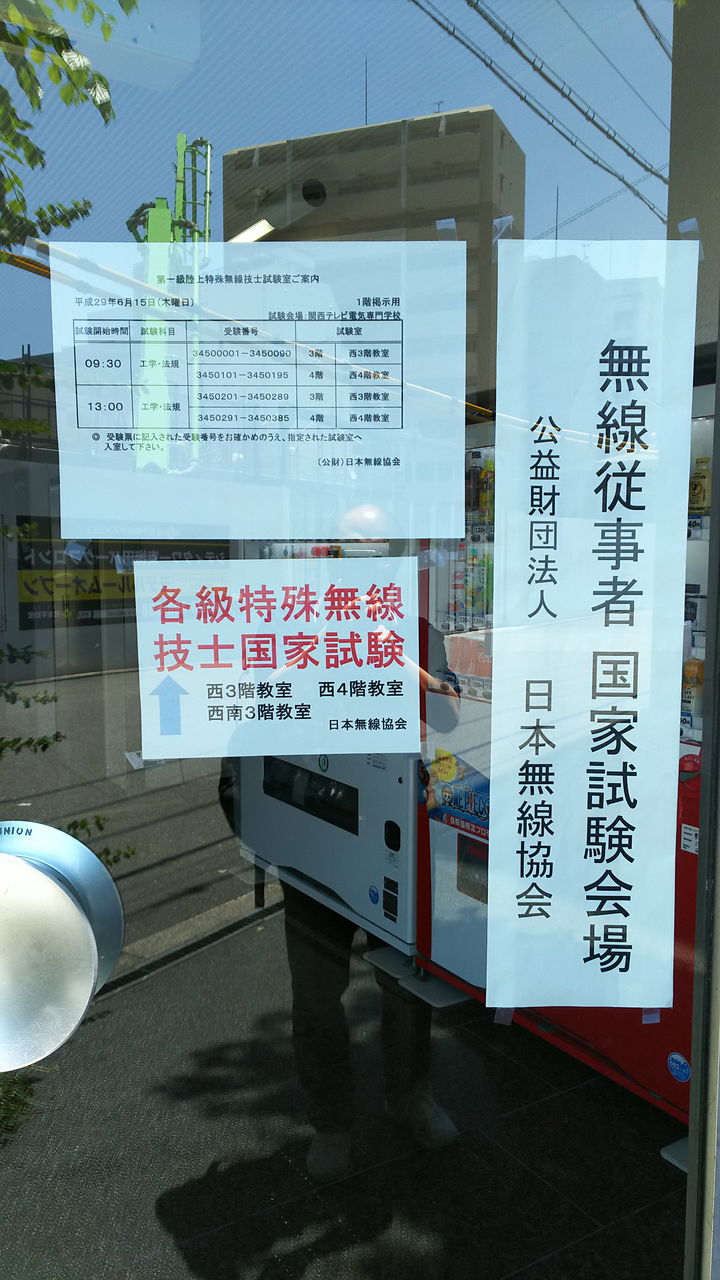 第一級陸上特殊無線技士試験室ご案内
平成29年6月15日(木曜日) 1階掲示用
試験会場:関西テレビ電気専門学校
試験開始時間 試験科目 受験番号 試験室
09:30 工学・法規 34500001－3450090 3階 西3階教室
3450101－3450195 4階 西4階教室
13:00 工学・法規 3450201－3450289 3階 西3階教室
3450291－3450385 4階 西4階教室
◎ 受験票に記入された受験番号をお確かめのうえ、指定された試験室へ
入室して下さい。
(公財)日本無線協会
各級特殊無線
技士国家試験
西3階教室 西4階教室
西南3階教室
日本無線協会
無線従事者 国家試験会場
公益財団法人 日本無線協会
UNION